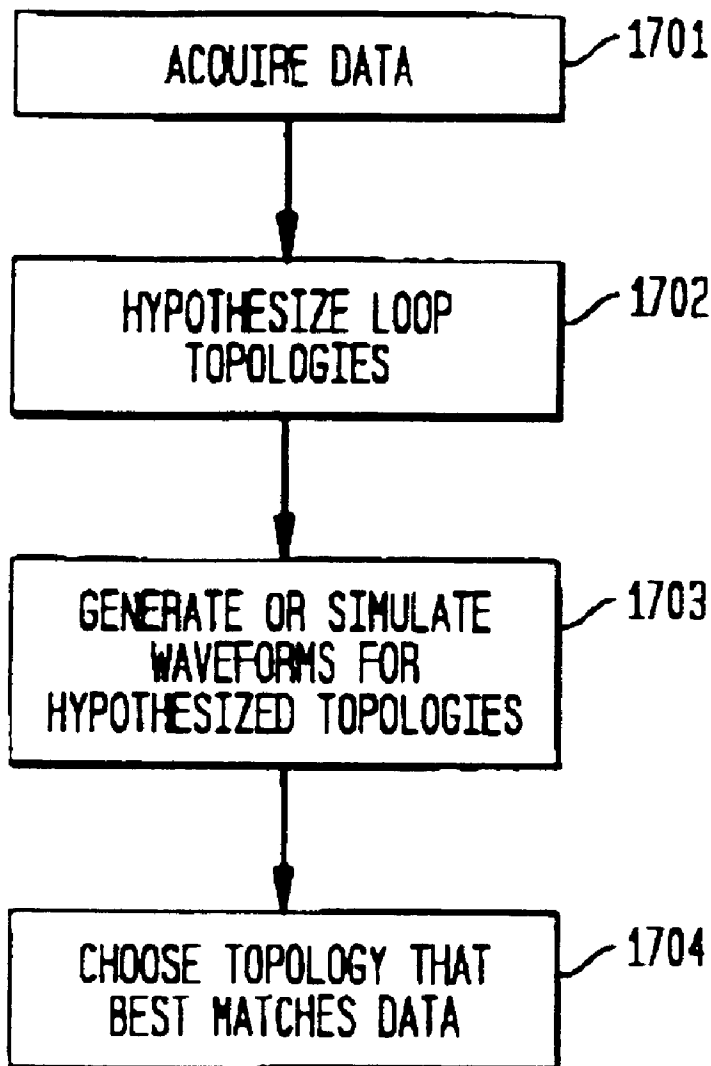 ACQUIRE DATA
1701
HYPOTHESIZE LOOP
TOPOLOGIES
1702
GENERATE OR SIMULATE
WAVEFORMS FOR
HYPOTHESIZED TOPOLOGIES
1703
CHOOSE TOPOLOGY THAT
BEST MATCHES DATA
1704